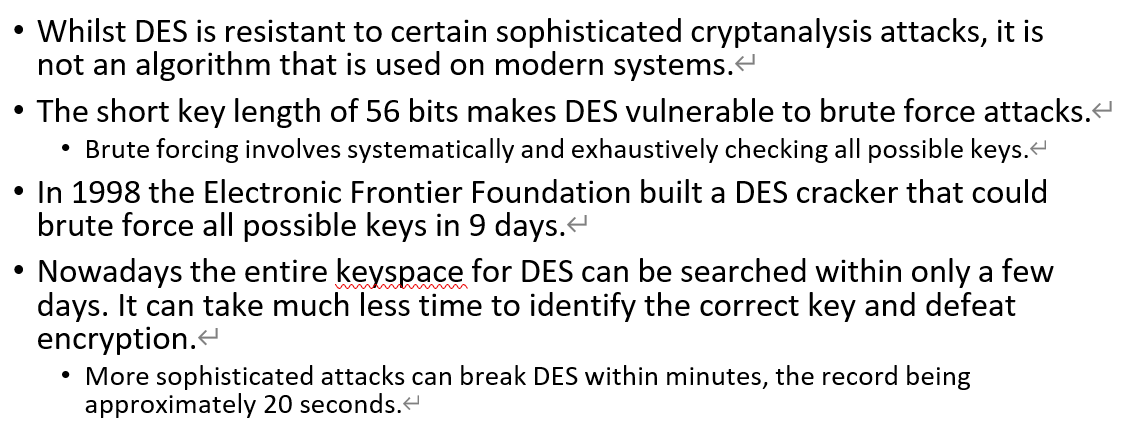 • Whilst DES is resistant to certain sophisticated cryptanalysis attacks, it is
not an algorithm that is used on modern systems.↵
• The short key length of 56 bits makes DES vulnerable to brute force attacks.↵
• Brute forcing involves systematically and exhaustively checking all possible keys.↵
• In 1998 the Electronic Frontier Foundation built a DES cracker that could
brute force all possible keys in 9 days.↵
• Nowadays the entire keyspace for DES can be searched within only a few
days. It can take much less time to identify the correct key and defeat
encryption.↵
• More sophisticated attacks can break DES within minutes, the record being
approximately 20 seconds.↵